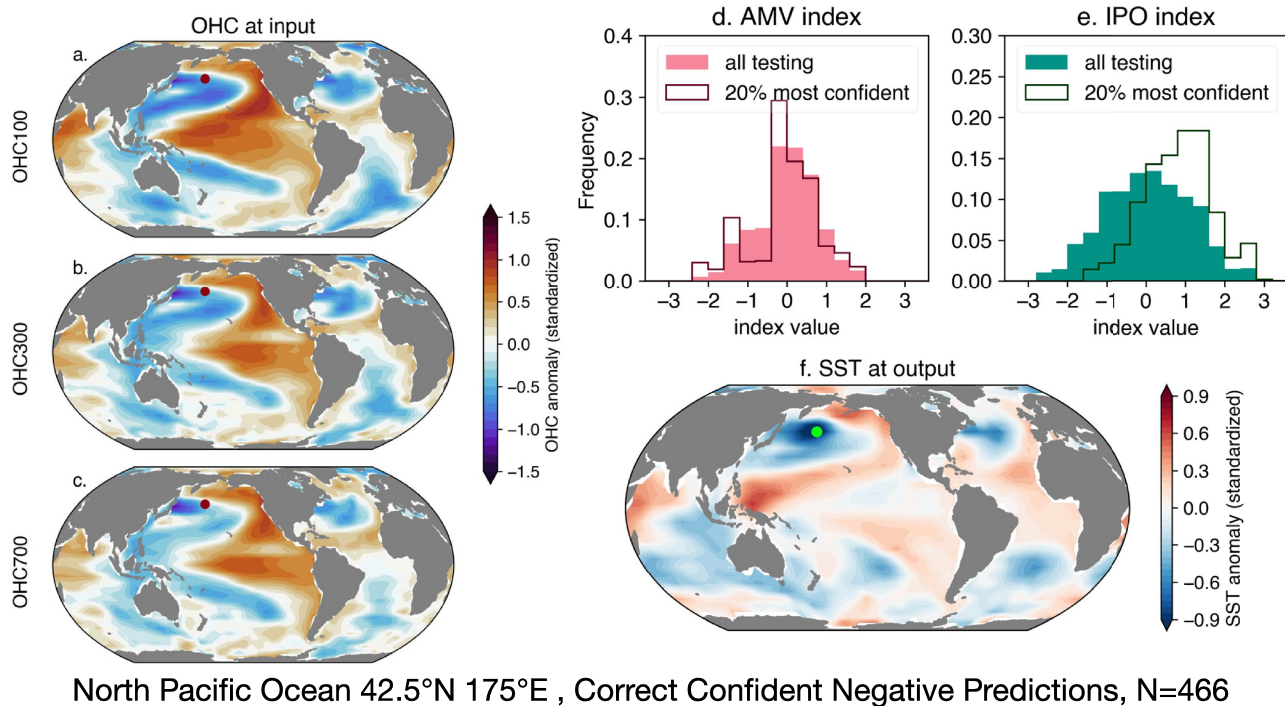 OHC at input
a.
OHC100
b.
OHC300
c.
OHC700
1.5
1.0
0.5
0.0
−0.5
−1.0
−1.5
OHC anomaly (standardized)
d. AMV index
0.4
0.3
0.2
0.1
0.0
Frequency
all testing
20% most confident
−3 −2 −1 0 1 2 3
index value
e. IPO index
0.30
0.25
0.20
0.15
0.10
0.05
0.00
all testing
20% most confident
−3 −2 −1 0 1 2 3
index value
f. SST at output
0.9
0.6
0.3
0.0
−0.3
−0.6
−0.9
SST anomaly (standardized)
North Pacific Ocean 42.5°N 175°E , Correct Confident Negative Predictions, N=466